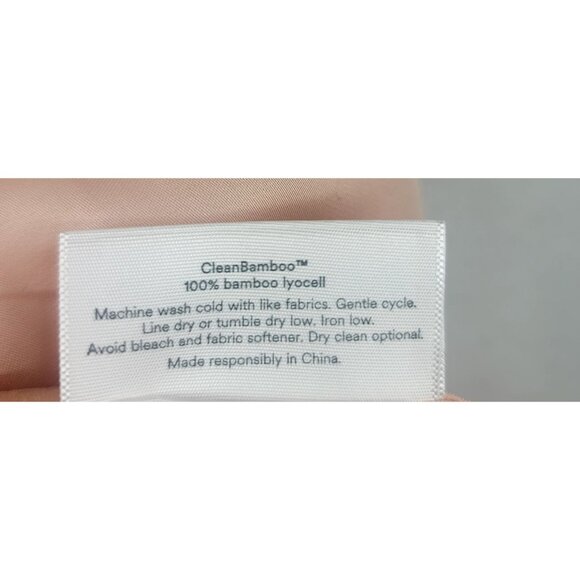 CleanBamboo™
100% bamboo lyocell
Machine wash cold with like fabrics. Gentle cycle.
Line dry or tumble dry low. Iron low.
Avoid bleach and fabric softener. Dry clean optional.
Made responsibly in China.